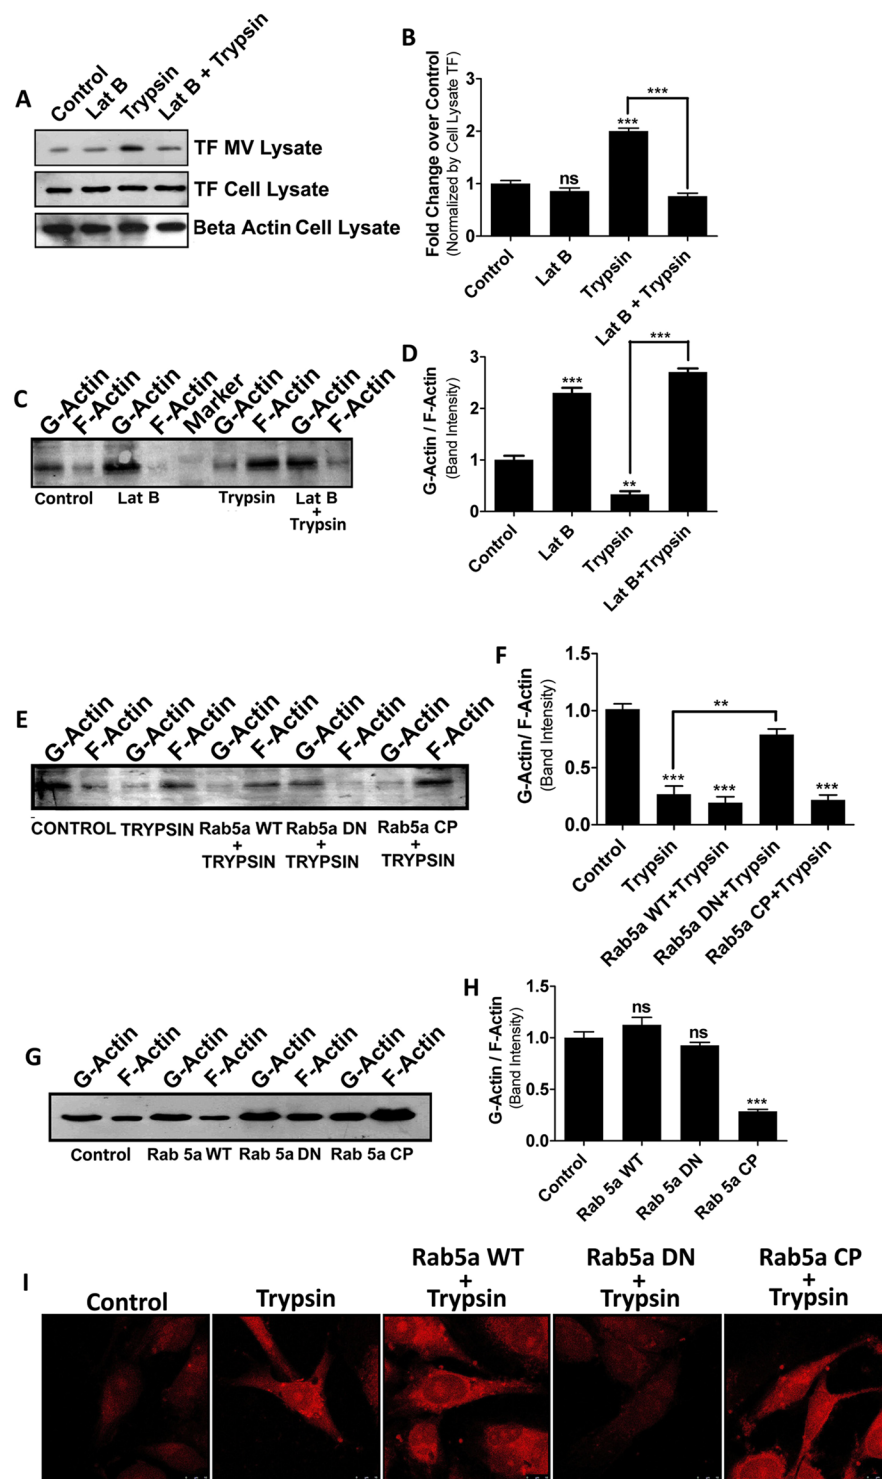 A
Control
Lat B
Trypsin
Lat B + Trypsin
TF MV Lysate
TF Cell Lysate
Beta Actin Cell Lysate
B
Fold Change over Control
(Normalized by Cell Lysate TF)
3
2
1
0
ns
***
***
Control
Lat B
Trypsin
Lat B + Trypsin
C
G-Actin
F-Actin
G-Actin
F-Actin
Marker
G-Actin
F-Actin
G-Actin
F-Actin
Control
Lat B
Trypsin
Lat B
+
Trypsin
D
G-Actin / F-Actin
(Band Intensity)
3
2
1
0
***
**
***
Control
Lat B
Trypsin
Lat B+Trypsin
E
G-Actin
F-Actin
G-Actin
F-Actin
G-Actin
F-Actin
G-Actin
F-Actin
G-Actin
F-Actin
CONTROL
TRYPSIN
Rab5a WT
+
TRYPSIN
Rab5a DN
+
TRYPSIN
Rab5a CP
+
TRYPSIN
F
G-Actin/ F-Actin
(Band Intensity)
1.5
1.0
0.5
0.0
***
***
**
***
Control
Trypsin
Rab5a WT+Trypsin
Rab5a DN+Trypsin
Rab5a CP+Trypsin
G
G-Actin
F-Actin
G-Actin
F-Actin
G-Actin
F-Actin
G-Actin
F-Actin
Control
Rab 5a WT
Rab 5a DN
Rab 5a CP
H
G-Actin / F-Actin
(Band Intensity)
1.5
1.0
0.5
0.0
ns
ns
***
Control
Rab 5a WT
Rab 5a DN
Rab 5a CP
I
Control
Trypsin
Rab5a WT
+
Trypsin
Rab5a DN
+
Trypsin
Rab5a CP
+
Trypsin